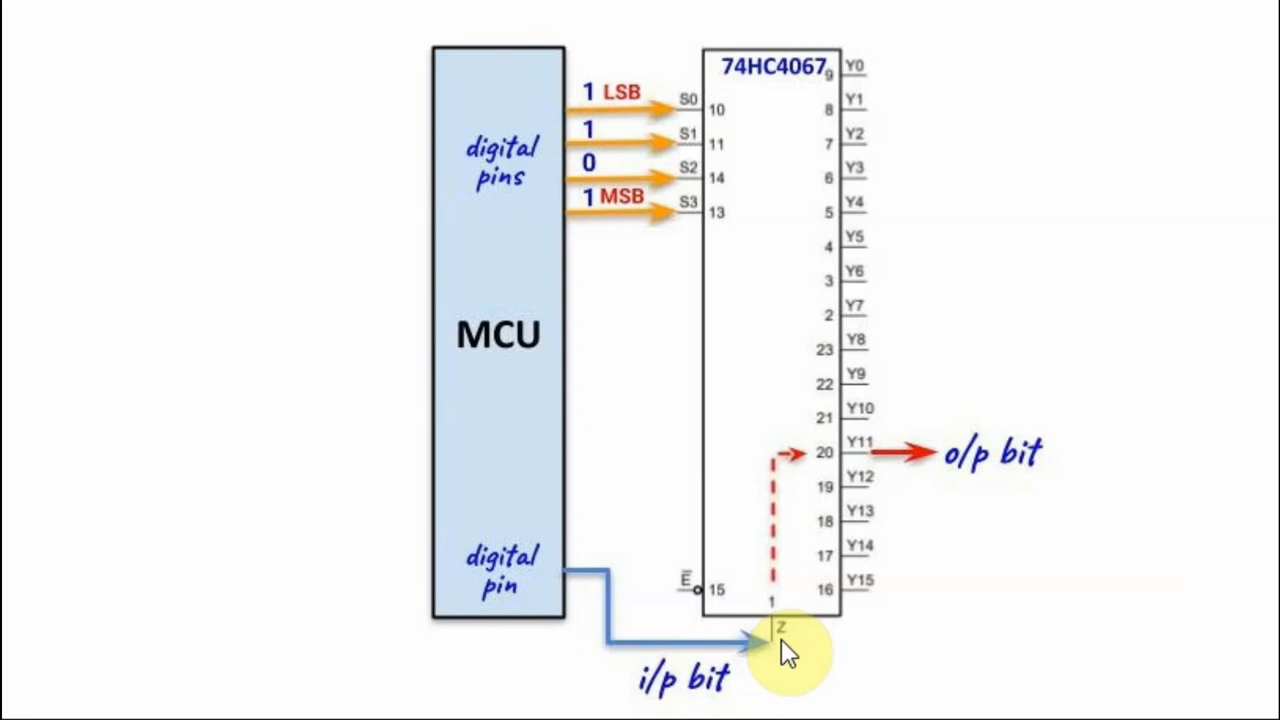 74HC4067
9 Y0
1 LSB S0 10
8 Y1
1 S1 11
7 Y2
digital
pins
0 S2 14
6 Y3
1 MSB S3 13
5 Y4
4 Y5
3 Y6
MCU
2 Y7
23 Y8
22 Y9
21 Y10
20 Y11 o/p bit
19 Y12
18 Y13
digital
pin
17 Y14
E̅ 15
16 Y15
1
Z
i/p bit